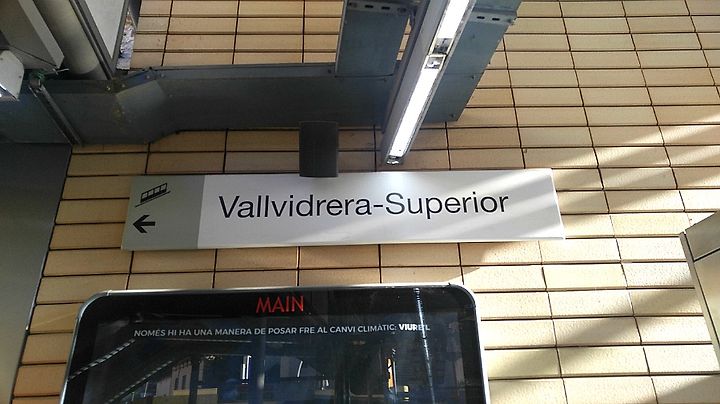 Vallvidrera-Superior
MAIN
NOMÉS HI HA UNA MANERA DE POSAR FRE AL CANVI CLIMÀTIC: VIURE'L